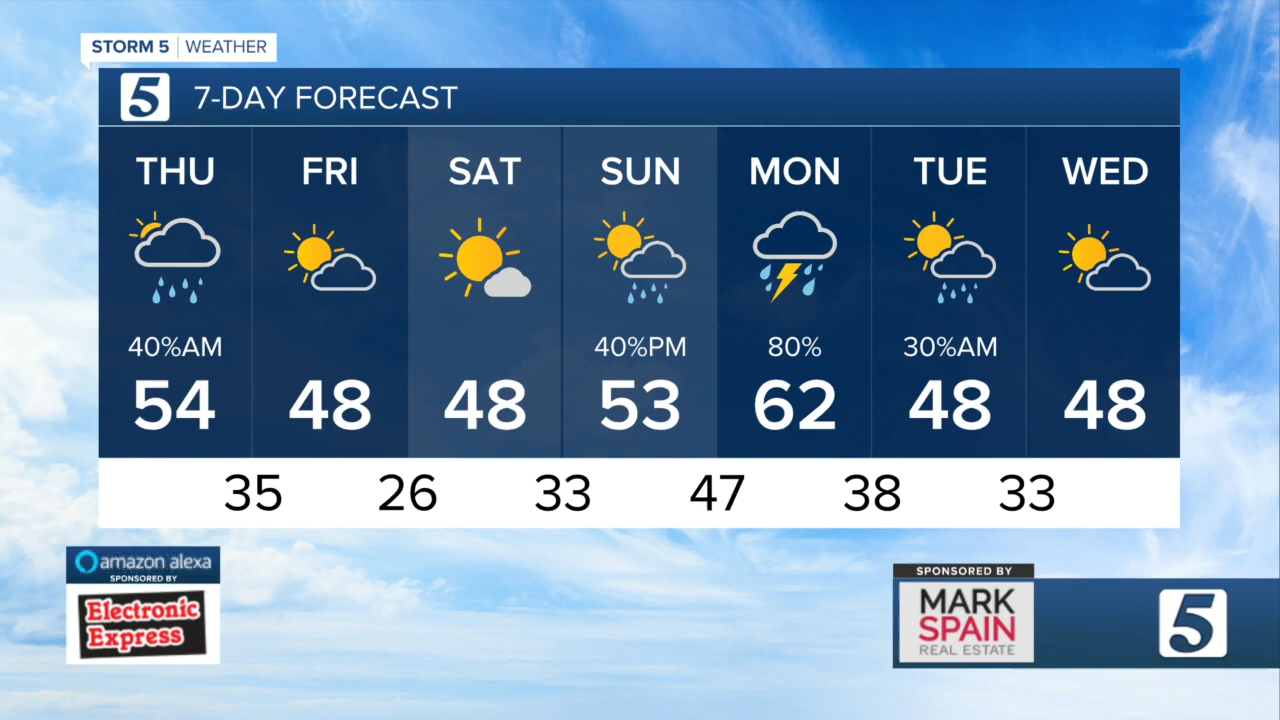 STORM 5 | WEATHER
5 7-DAY FORECAST
THU FRI SAT SUN MON TUE WED
40%AM 40%PM 80% 30%AM
54 48 48 53 62 48 48
35 26 33 47 38 33
amazon alexa
SPONSORED BY
Electronic
Express
SPONSORED BY
MARK
SPAIN
REAL ESTATE
5